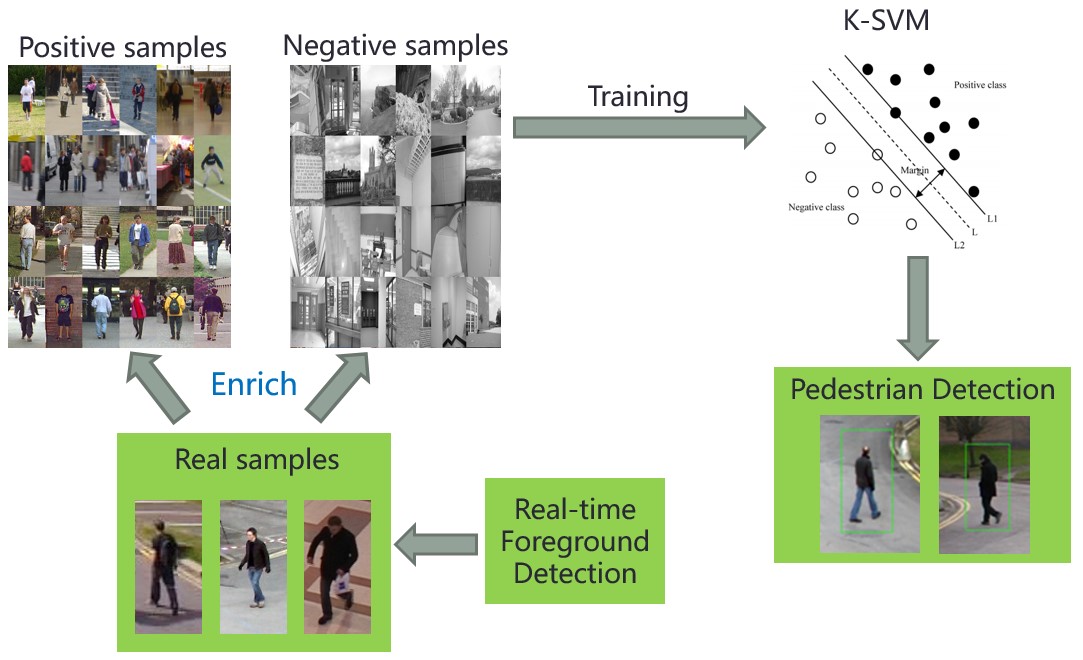 Positive samples
Negative samples
K-SVM
Training
Positive class
Margin
Negative class
L1
L
L2
Enrich
Pedestrian Detection
Real samples
Real-time
Foreground
Detection